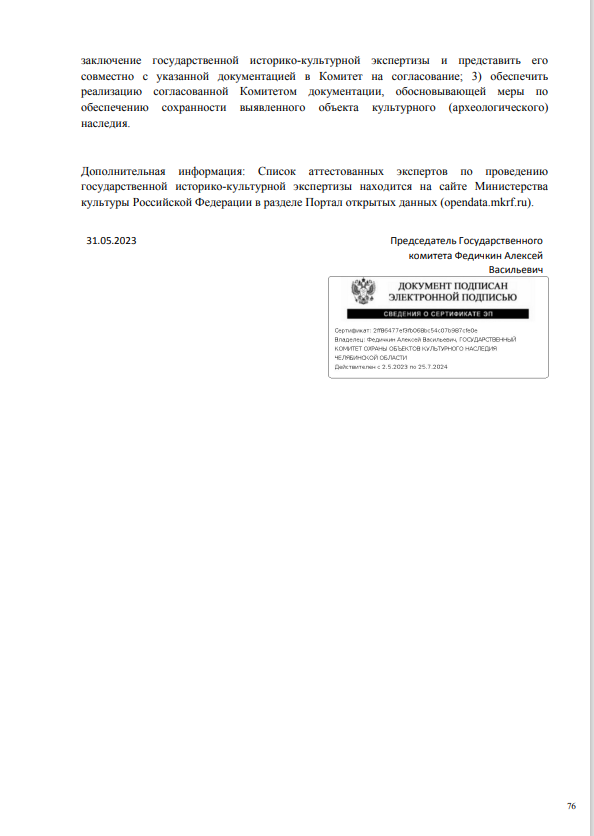 заключение государственной историко-культурной экспертизы и представить его
совместно с указанной документацией в Комитет на согласование; 3) обеспечить
реализацию согласованной Комитетом документации, обосновывающей меры по
обеспечению сохранности выявленного объекта культурного (археологического)
наследия.
Дополнительная информация: Список аттестованных экспертов по проведению
государственной историко-культурной экспертизы находится на сайте Министерства
культуры Российской Федерации в разделе Портал открытых данных (opendata.mkrf.ru).
31.05.2023
Председатель Государственного
комитета Федичкин Алексей
Васильевич
ДОКУМЕНТ ПОДПИСАН
ЭЛЕКТРОННОЙ ПОДПИСЬЮ
СВЕДЕНИЯ О СЕРТИФИКАТЕ ЭП
Сертификат: 2ff86477ef3fb068bc54c07b987cfe0e
Владелец: Федичкин Алексей Васильевич, ГОСУДАРСТВЕННЫЙ
КОМИТЕТ ОХРАНЫ ОБЪЕКТОВ КУЛЬТУРНОГО НАСЛЕДИЯ
ЧЕЛЯБИНСКОЙ ОБЛАСТИ
Действителен с 2.5.2023 по 25.7.2024
76